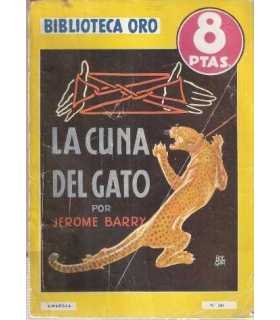 BIBLIOTECA ORO
8
PTAS.
LA CUNA
DEL GATO
POR
JEROME BARRY